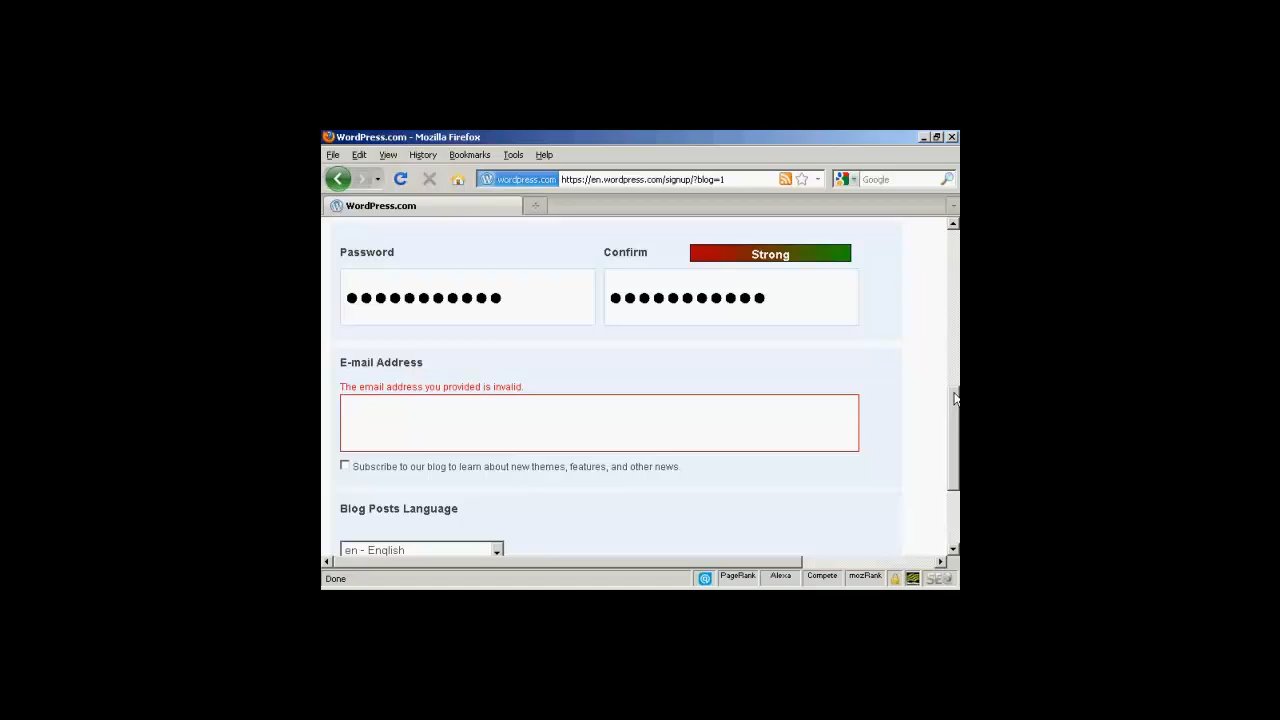 WordPress.com - Mozilla Firefox
File Edit View History Bookmarks Tools Help
wordpress.com https://en.wordpress.com/signup/?blog=1 Google
WordPress.com
Password Confirm Strong
E-mail Address
The email address you provided is invalid.
Subscribe to our blog to learn about new themes, features, and other news.
Blog Posts Language
en - English
Done PageRank Alexa Compete mozRank SEO